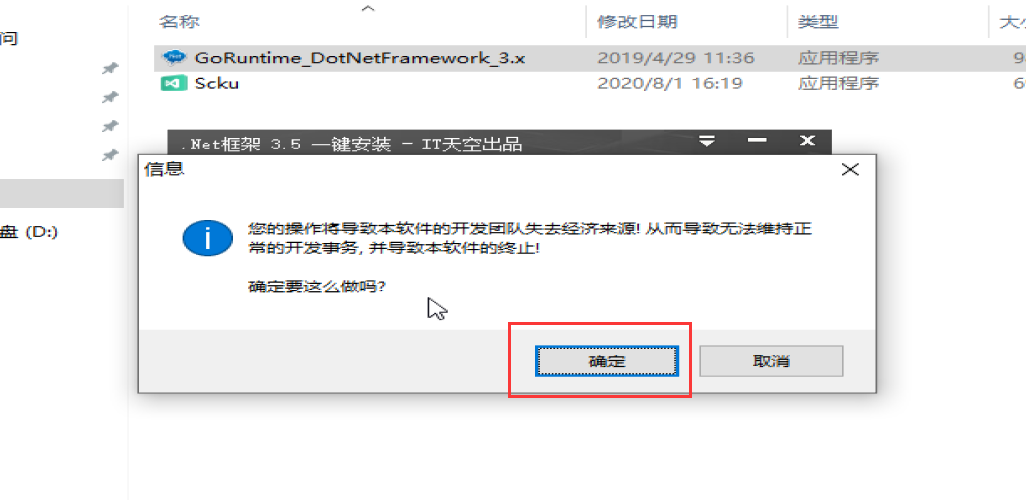 名称 修改日期 类型 大小
问
GoRuntime_DotNetFramework_3.x 2019/4/29 11:36 应用程序 9
Scku 2020/8/1 16:19 应用程序 6
.Net框架 3.5 一键安装 - IT天空出品
信息
您的操作将导致本软件的开发团队失去经济来源! 从而导致无法维持正
常的开发事务, 并导致本软件的终止!
盘 (D:)
确定要这么做吗?
确定 取消